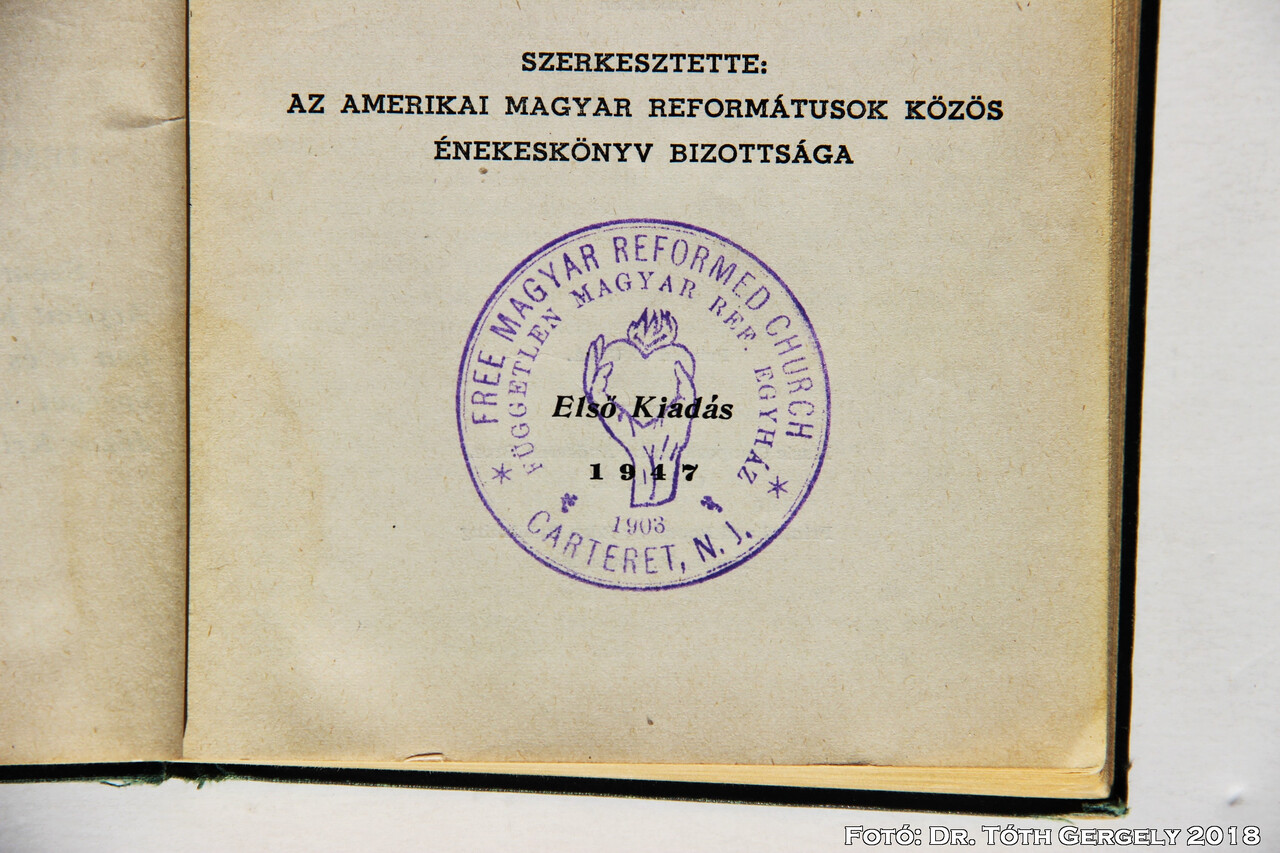 SZERKESZTETTE:
AZ AMERIKAI MAGYAR REFORMÁTUSOK KÖZÖS
ÉNEKESKÖNYV BIZOTTSÁGA
FREE MAGYAR REFORMED CHURCH
FÜGGETLEN MAGYAR REF. EGYHÁZ
Első Kiadás
1947
1903
CARTERET, N. J.
Fotó: Dr. Tóth Gergely 2018